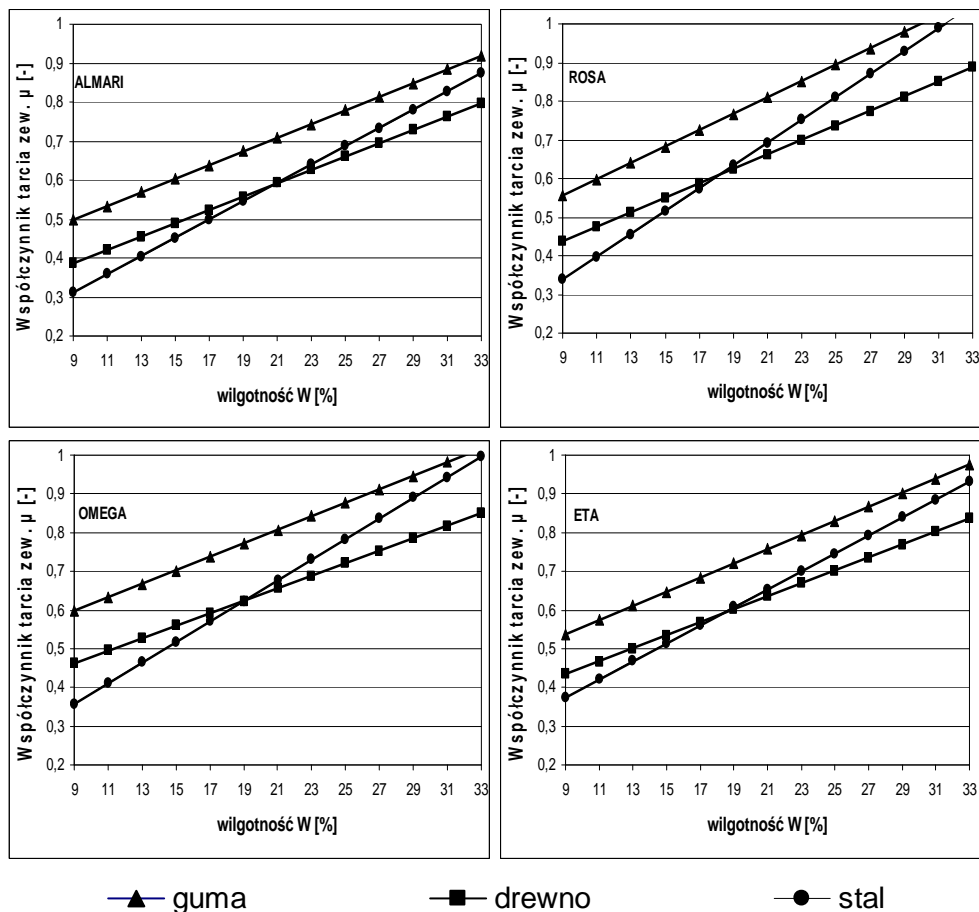 ALMARI
Współczynnik tarcia zew. µ [-]
1
0,9
0,8
0,7
0,6
0,5
0,4
0,3
0,2
9 11 13 15 17 19 21 23 25 27 29 31 33
wilgotność W [%]
ROSA
Współczynnik tarcia zew. µ [-]
1
0,9
0,8
0,7
0,6
0,5
0,4
0,3
0,2
9 11 13 15 17 19 21 23 25 27 29 31 33
wilgotność W [%]
OMEGA
Współczynnik tarcia zew. µ [-]
1
0,9
0,8
0,7
0,6
0,5
0,4
0,3
0,2
9 11 13 15 17 19 21 23 25 27 29 31 33
wilgotność W [%]
ETA
Współczynnik tarcia zew. µ [-]
1
0,9
0,8
0,7
0,6
0,5
0,4
0,3
0,2
9 11 13 15 17 19 21 23 25 27 29 31 33
wilgotność W [%]
guma drewno stal